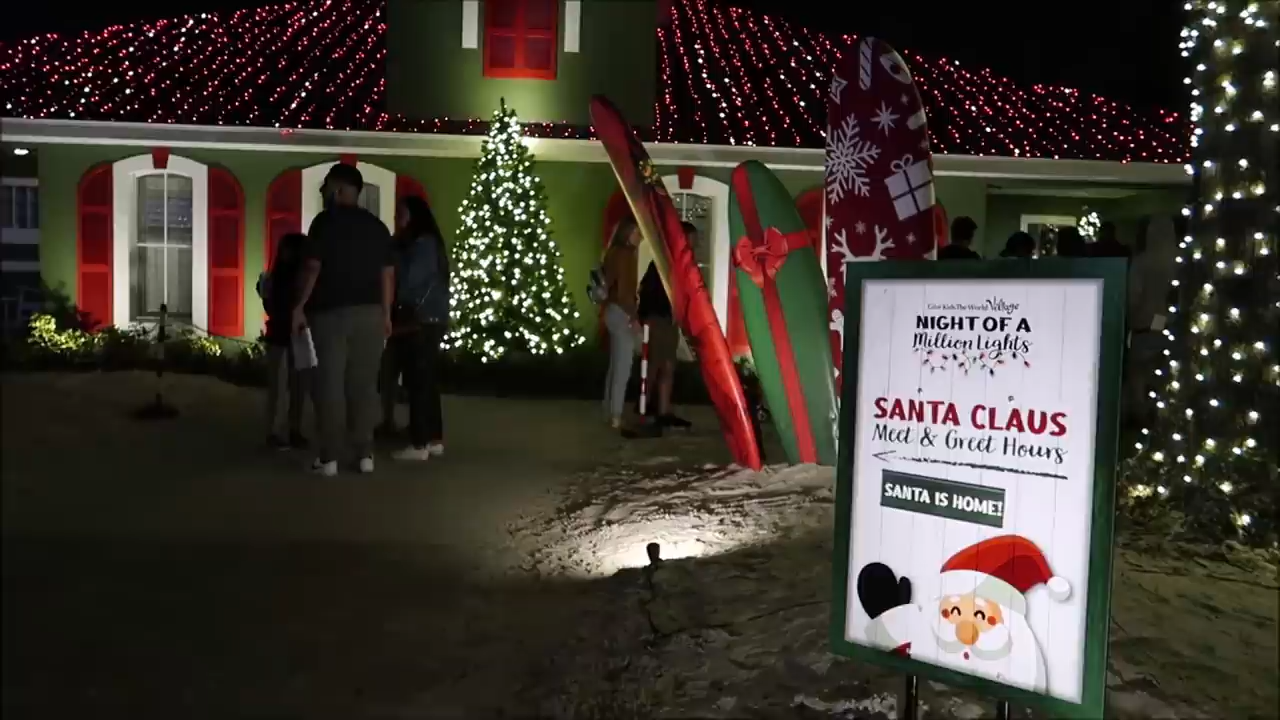 Give Kids The World Village
NIGHT OF A
Million Lights
SANTA CLAUS
Meet & Greet Hours
SANTA IS HOME!